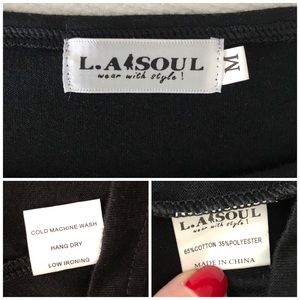 L.A SOUL
wear with style!
M
COLD MACHINE WASH
HANG DRY
LOW IRONING
L.A SOUL
wear with style!
65%COTTON 35%POLYESTER
MADE IN CHINA